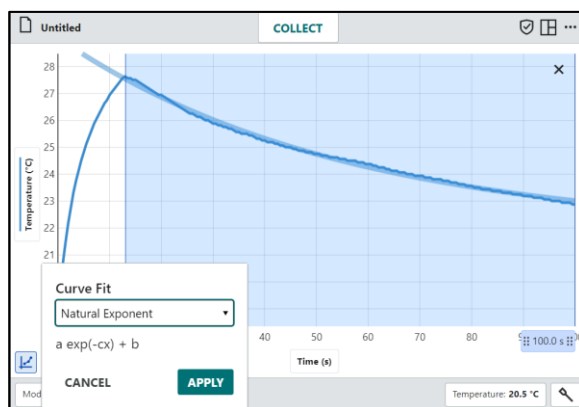 Untitled
COLLECT
28
27
26
25
24
23
22
21
Temperature (°C)
Curve Fit
Natural Exponent
a exp(-cx) + b
CANCEL
APPLY
40
50
60
70
80
100.0 s
Time (s)
Temperature: 20.5 °C